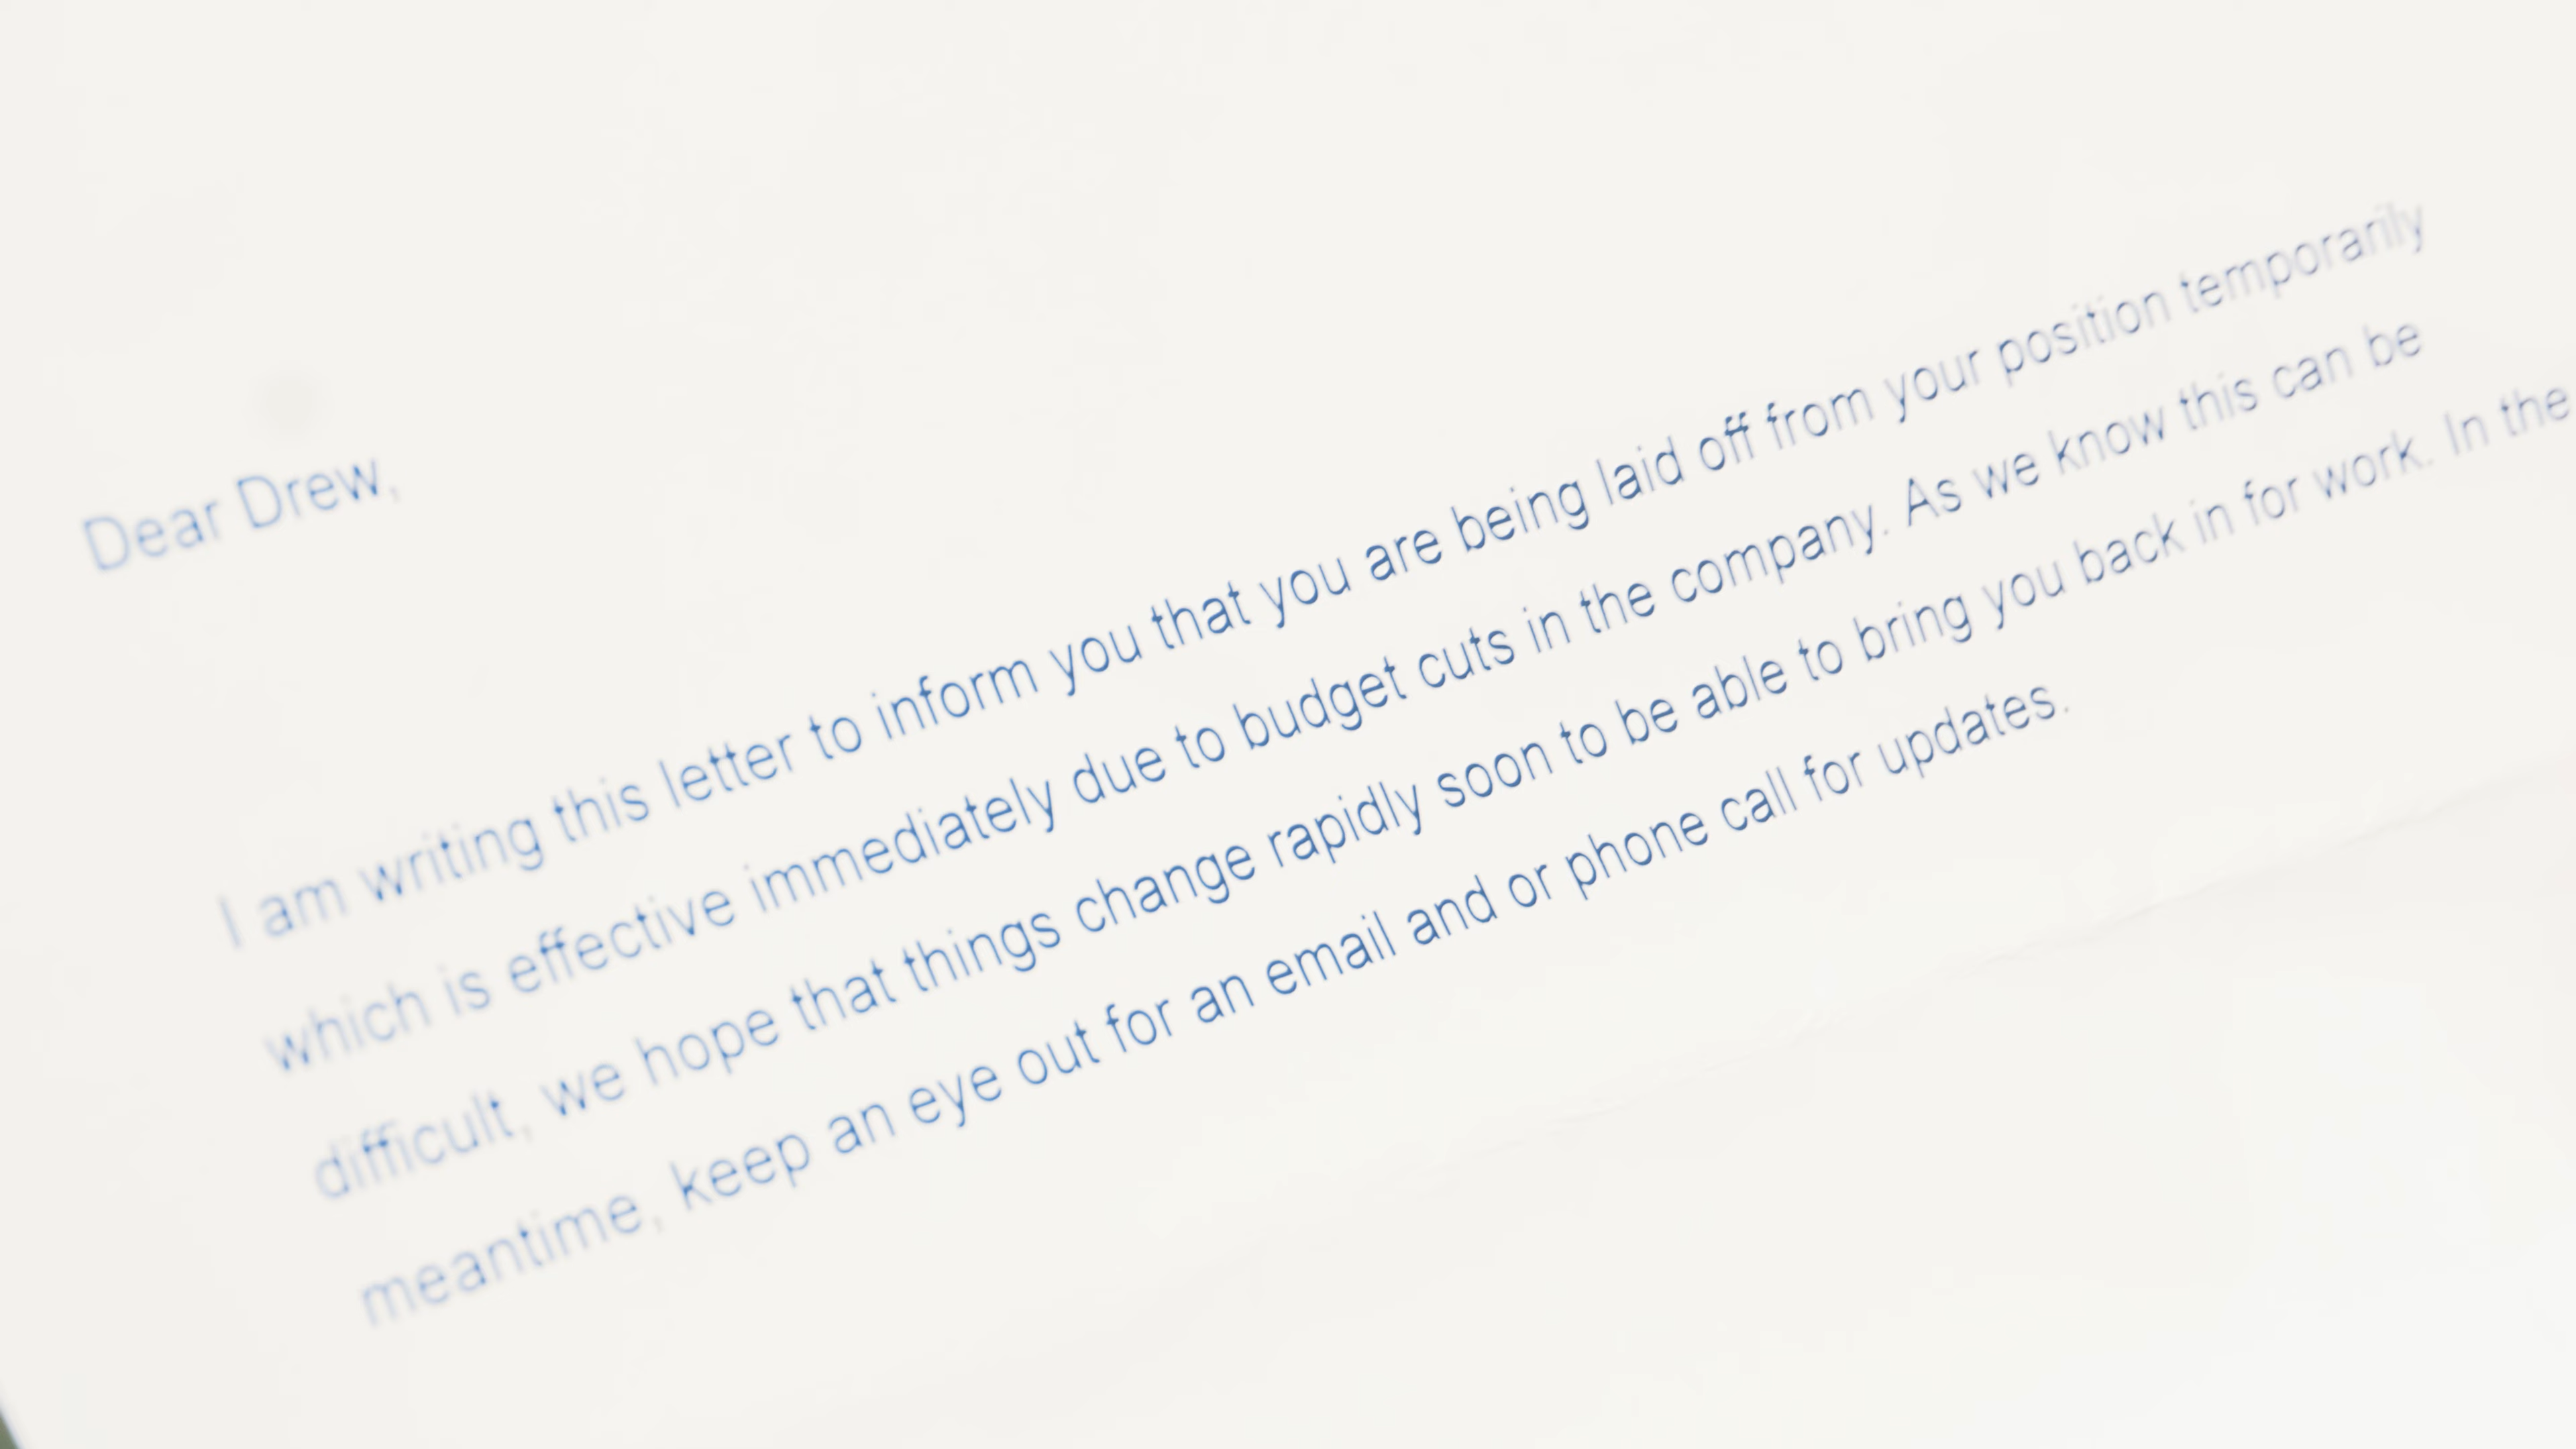 Dear Drew,
I am writing this letter to inform you that you are being laid off from your position temporarily
which is effective immediately due to budget cuts in the company. As we know this can be
difficult, we hope that things change rapidly soon to be able to bring you back in for work. In the
meantime, keep an eye out for an email and or phone call for updates.